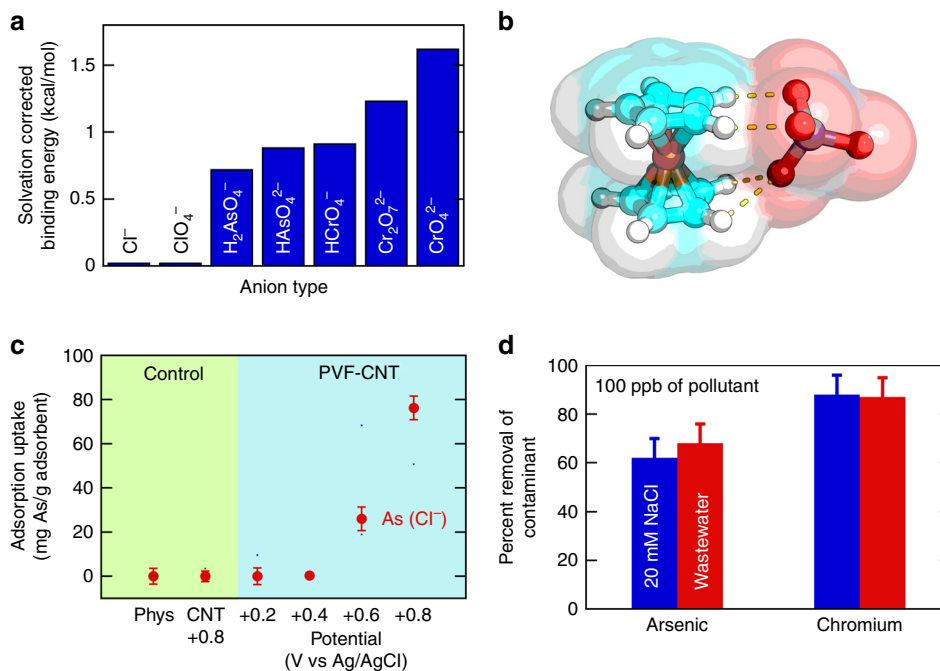 a
Solvation corrected
binding energy (kcal/mol)
1.5
1
0.5
0
Cl⁻
ClO₄⁻
H₂AsO₄⁻
HAsO₄²⁻
HCrO₄⁻
Cr₂O₇²⁻
CrO₄²⁻
Anion type
b
c
Adsorption uptake
(mg As/g adsorbent)
100
80
60
40
20
0
Control
PVF-CNT
As (Cl⁻)
Phys
CNT
+0.8
+0.2
+0.4
+0.6
+0.8
Potential
(V vs Ag/AgCl)
d
Percent removal of
contaminant
100
80
60
40
20
0
100 ppb of pollutant
20 mM NaCl
Wastewater
Arsenic
Chromium